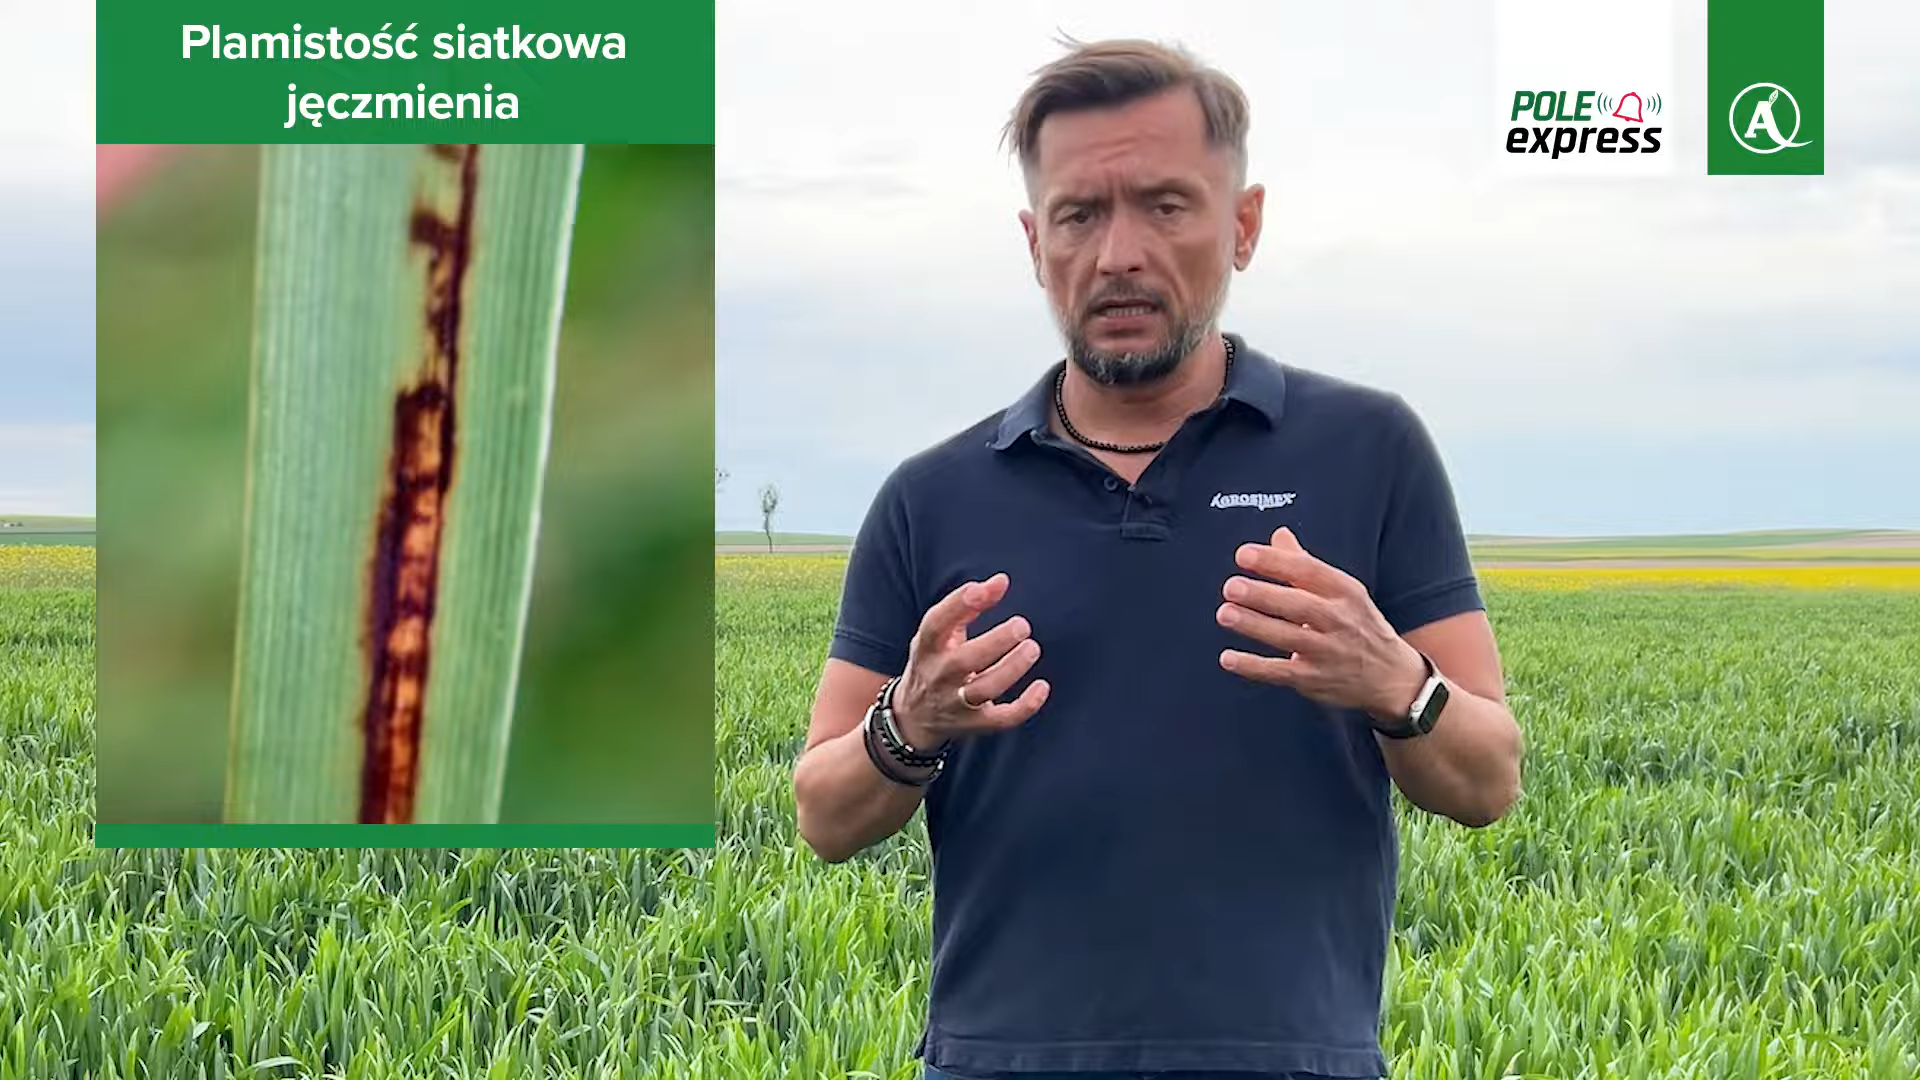 Plamistość siatkowa
jęczmienia
POLE
express
A
AGROSIMEX